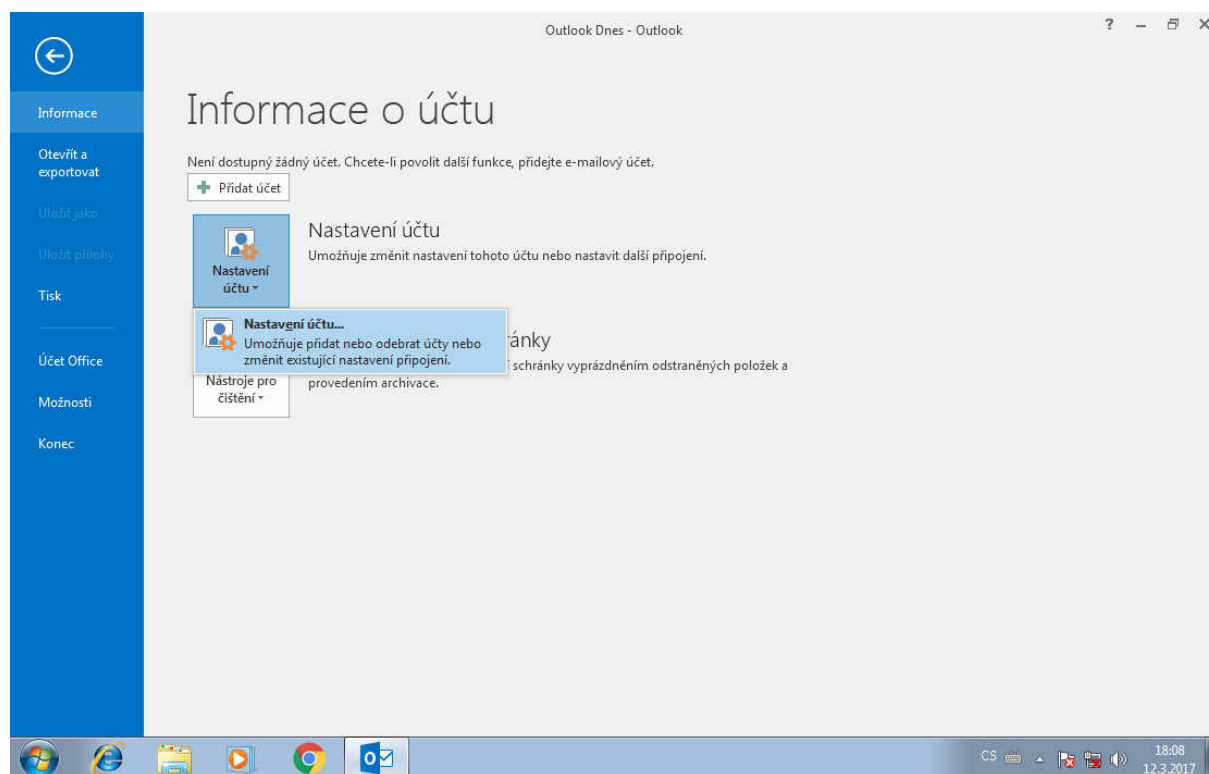 Outlook Dnes - Outlook
?
Informace
Otevřít a
exportovat
Uložit jako
Uložit přílohy
Tisk
Účet Office
Možnosti
Konec
Informace o účtu
Není dostupný žádný účet. Chcete-li povolit další funkce, přidejte e-mailový účet.
Přidat účet
Nastavení
účtu
Nastavení účtu
Umožňuje změnit nastavení tohoto účtu nebo nastavit další připojení.
Nastavení účtu...
Umožňuje přidat nebo odebrat účty nebo
změnit existující nastavení připojení.
ránky
schránky vyprázdněním odstraněných položek a
provedením archivace.
Nástroje pro
čištění
CS
18:08
12.3.2017